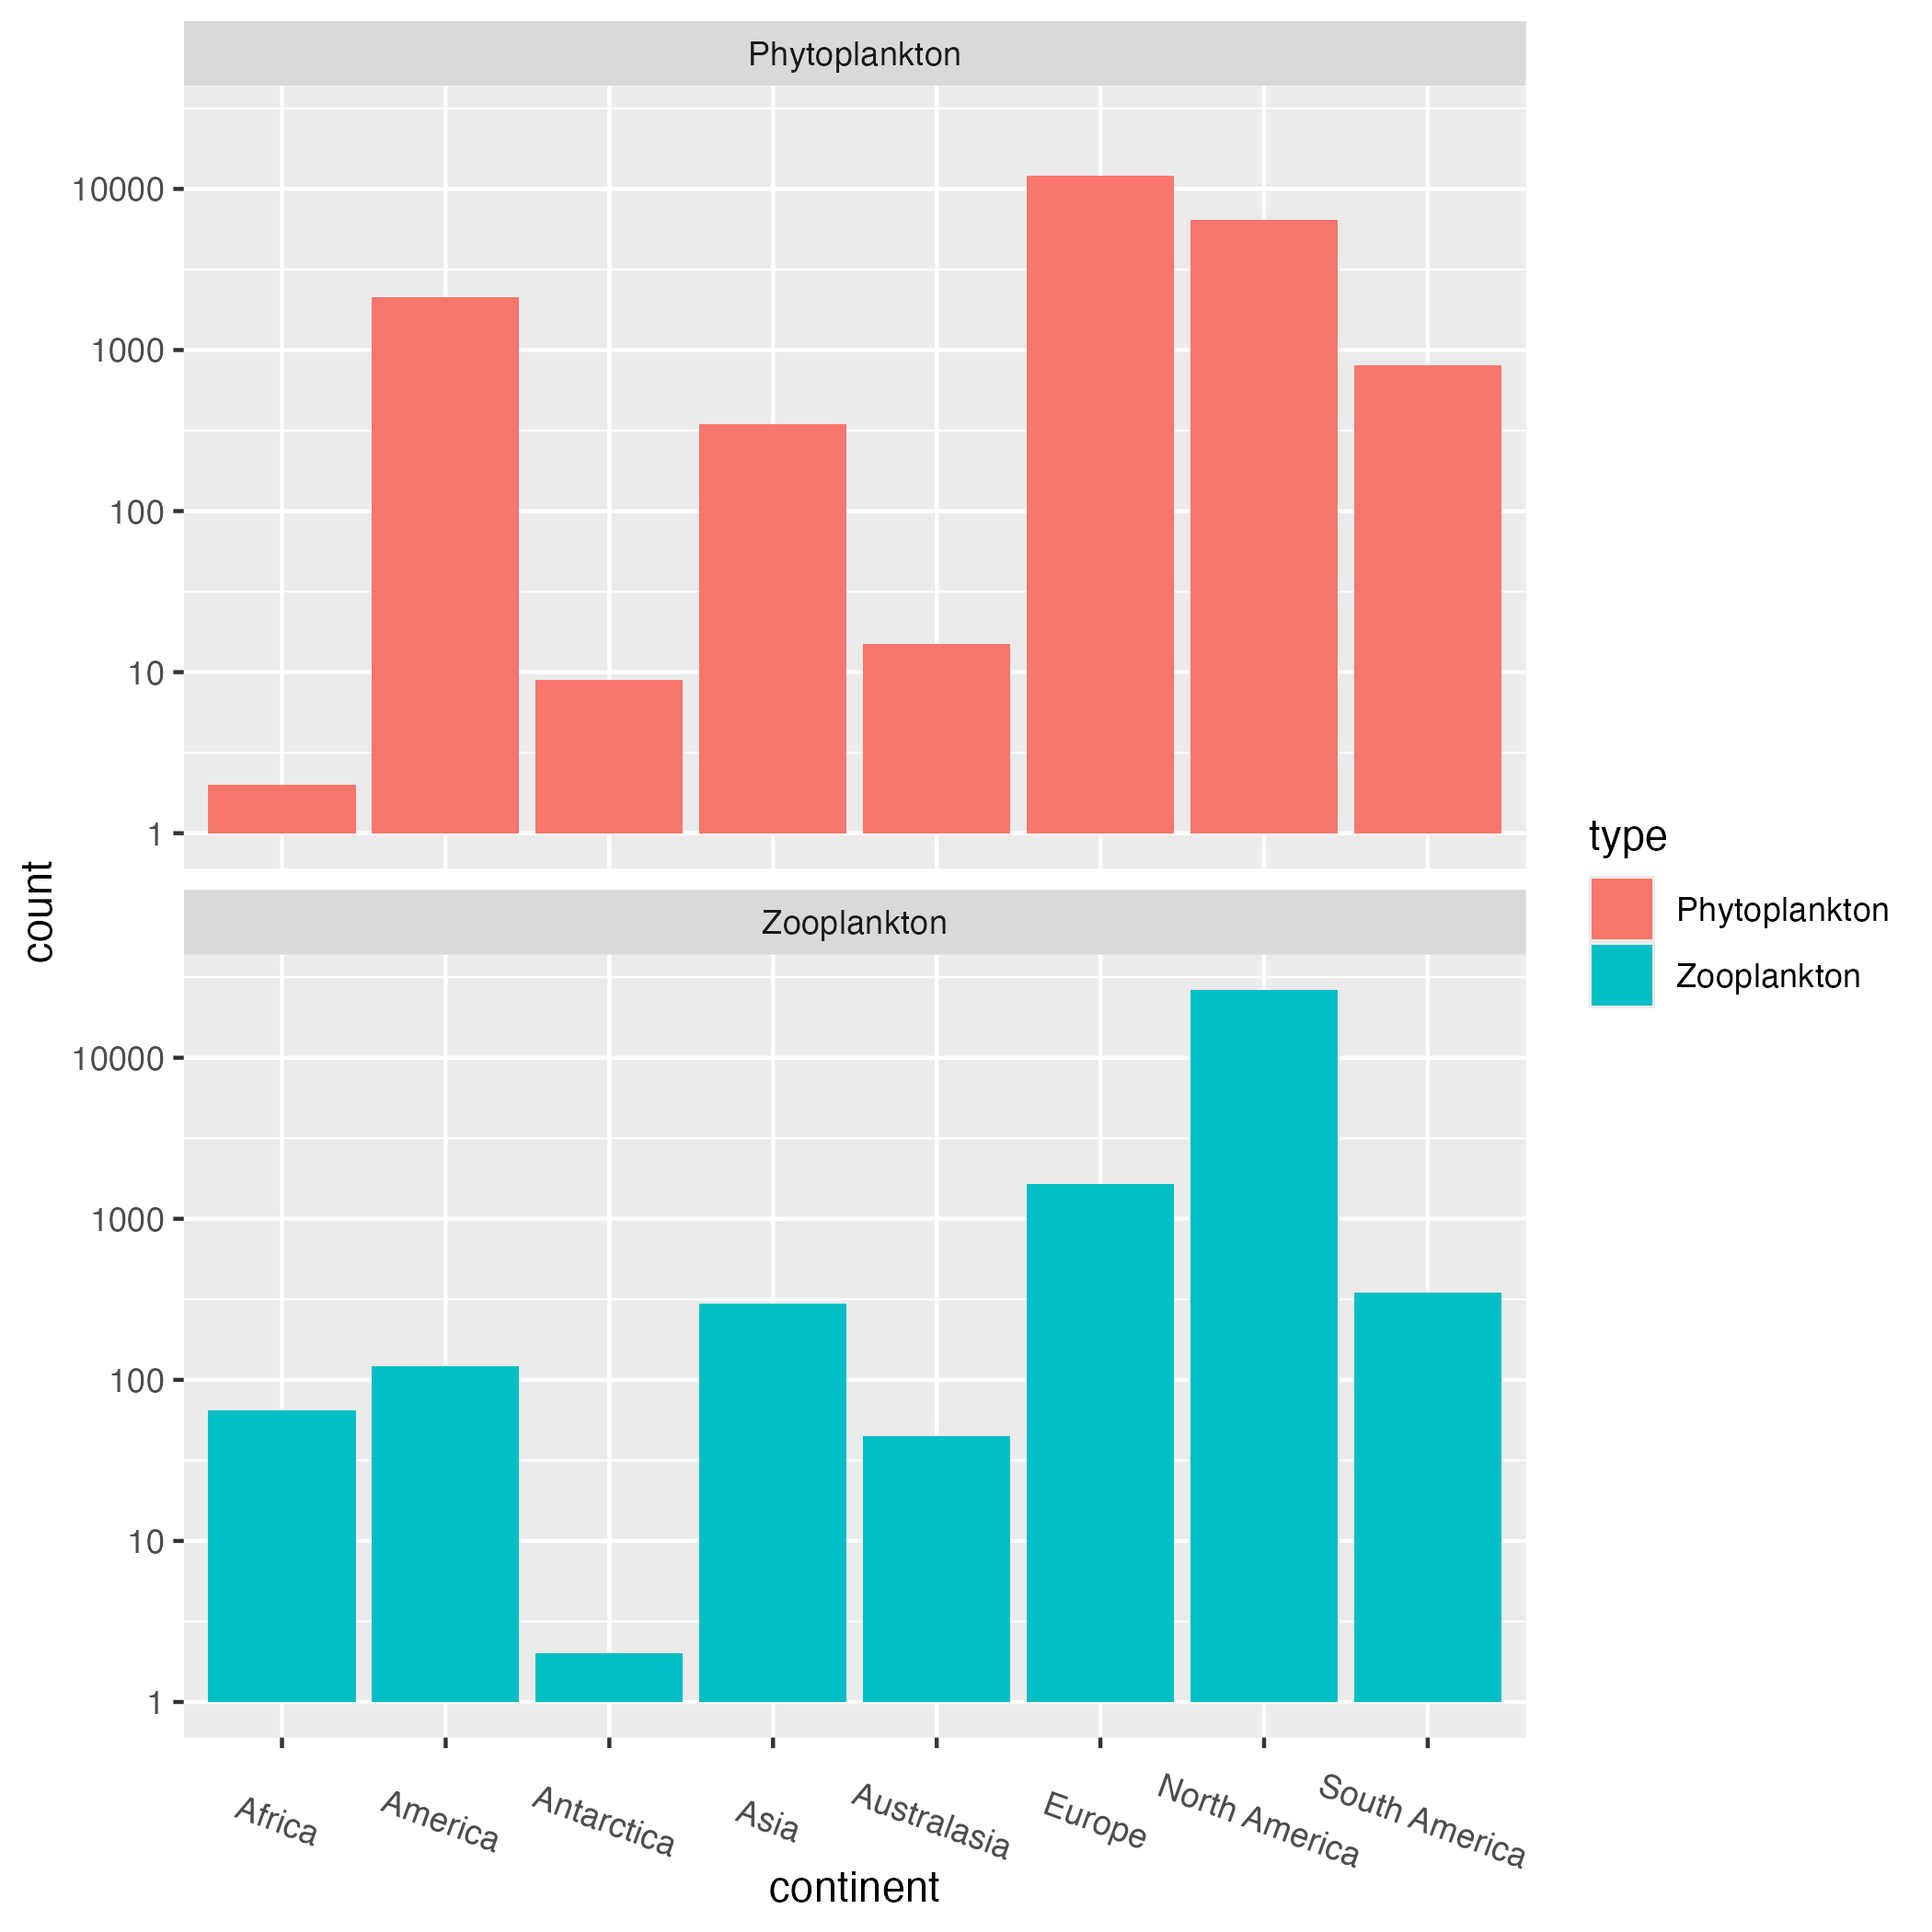 Phytoplankton
10000
1000
100
10
1
Zooplankton
10000
1000
100
10
1
count
Africa
America
Antarctica
Asia
Australasia
Europe
North America
South America
continent
type
Phytoplankton
Zooplankton